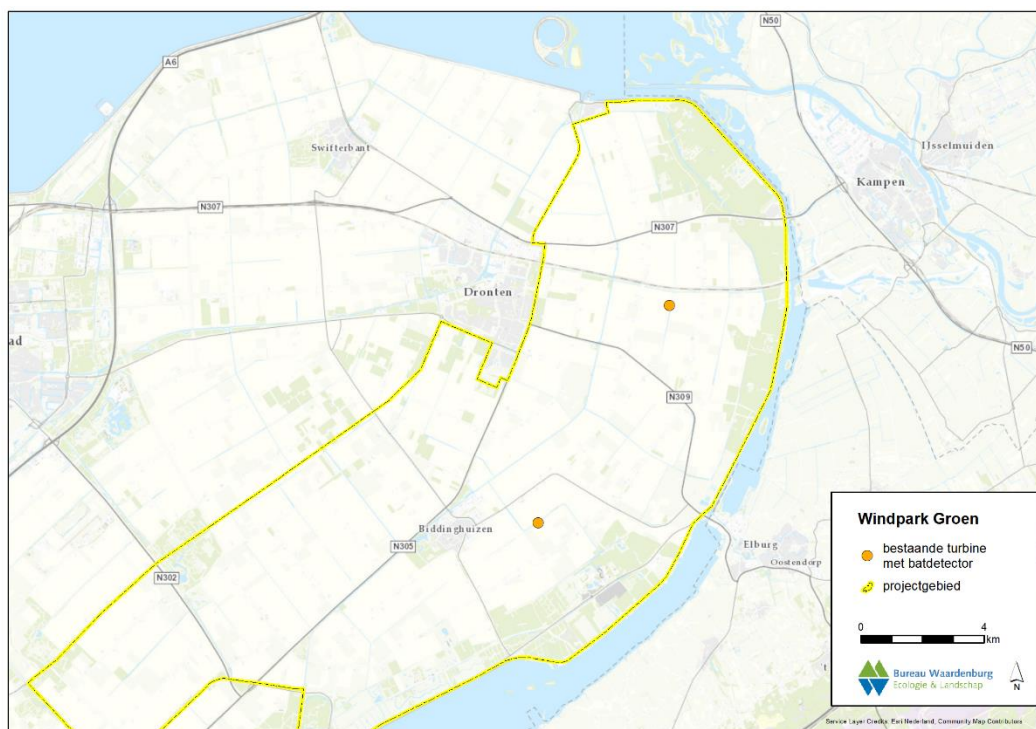 N50
A6
Swifterbant
IJsselmuiden
Kampen
N307
N307
Dronten
ad
N50
N309
Biddinghuizen
N305
Elburg
Oostendorp
N302
't
Windpark Groen
bestaande turbine
met batdetector
projectgebied
0 4
km
Bureau Waardenburg
Ecologie & Landschap
N
Service Layer Credits: Esri Nederland, Community Map Contributors